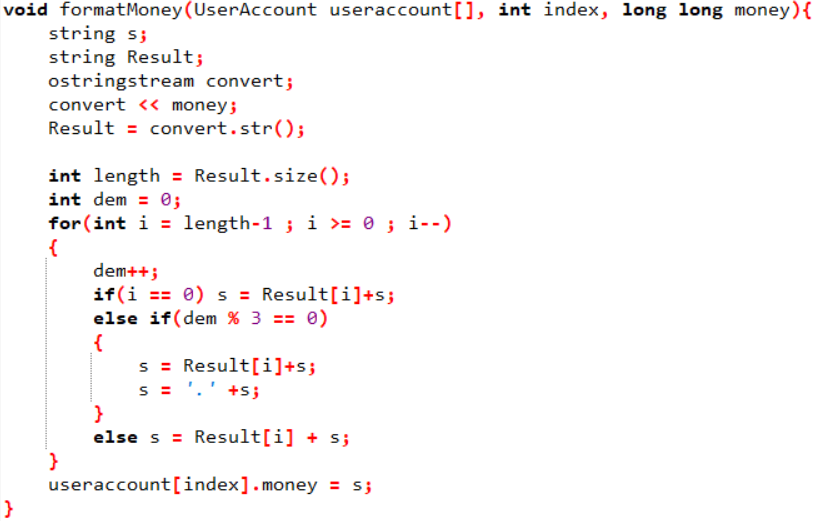 void formatMoney(UserAccount useraccount[], int index, long long money){
    string s;
    string Result;
    ostringstream convert;
    convert << money;
    Result = convert.str();

    int length = Result.size();
    int dem = 0;
    for(int i = length-1 ; i >= 0 ; i--)
    {
        dem++;
        if(i == 0) s = Result[i]+s;
        else if(dem % 3 == 0)
        {
            s = Result[i]+s;
            s = '.' +s;
        }
        else s = Result[i] + s;
    }
    useraccount[index].money = s;
}